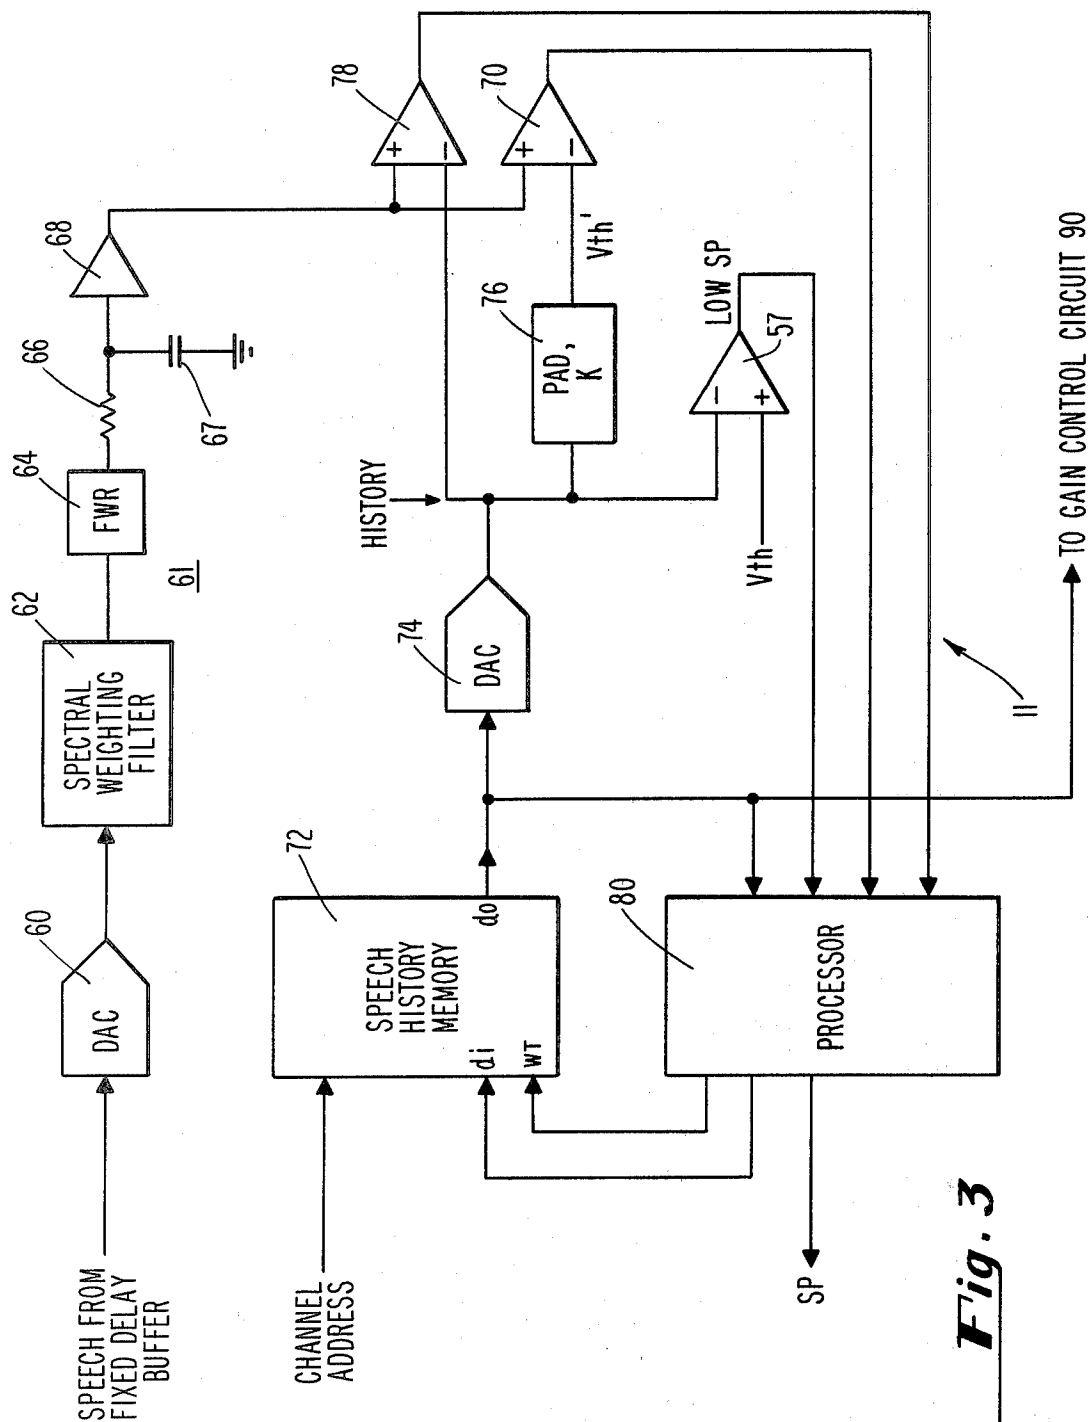 SPEECH FROM
FIXED DELAY
BUFFER
60
DAC
62
SPECTRAL
WEIGHTING
FILTER
61
64
FWR
66
67
68
CHANNEL
ADDRESS
72
SPEECH
HISTORY
MEMORY
di
WT
do
74
DAC
HISTORY
78
+
−
70
+
−
Vth'
76
PAD,
K
LOW SP
57
−
+
Vth
80
PROCESSOR
SP
11
TO GAIN CONTROL CIRCUIT 90
Fig. 3